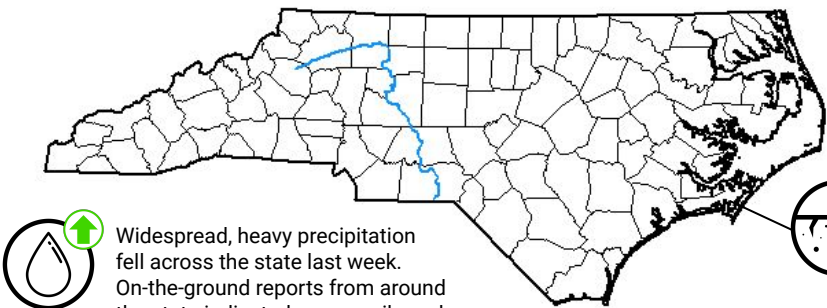 Widespread, heavy precipitation
fell across the state last week.
On-the-ground reports from around